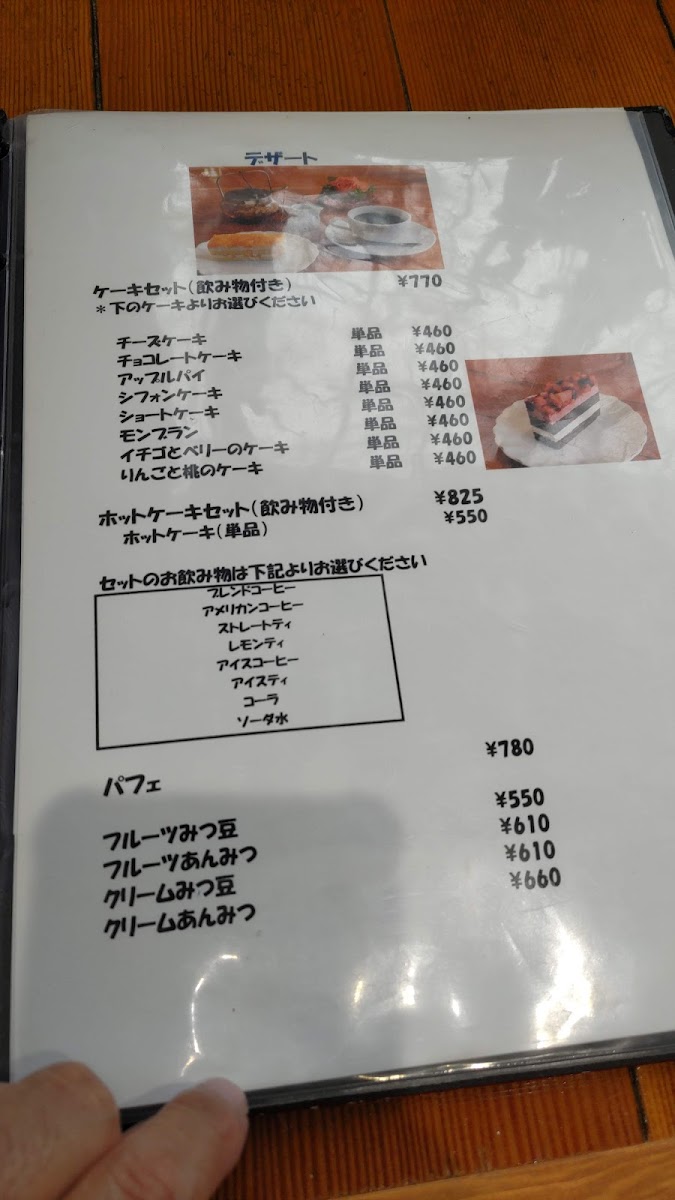 デザート
ケーキセット(飲み物付き) ¥770
*下のケーキよりお選びください
チーズケーキ 単品 ¥460
チョコレートケーキ 単品 ¥460
アップルパイ 単品 ¥460
シフォンケーキ 単品 ¥460
ショートケーキ 単品 ¥460
モンブラン 単品 ¥460
イチゴとベリーのケーキ 単品 ¥460
りんごと桃のケーキ 単品 ¥460
ホットケーキセット(飲み物付き) ¥825
ホットケーキ(単品) ¥550
セットのお飲み物は下記よりお選びください
ブレンドコーヒー
アメリカンコーヒー
ストレートティ
レモンティ
アイスコーヒー
アイスティ
コーラ
ソーダ水
パフェ ¥780
フルーツみつ豆 ¥550
フルーツあんみつ ¥610
クリームみつ豆 ¥610
クリームあんみつ ¥660